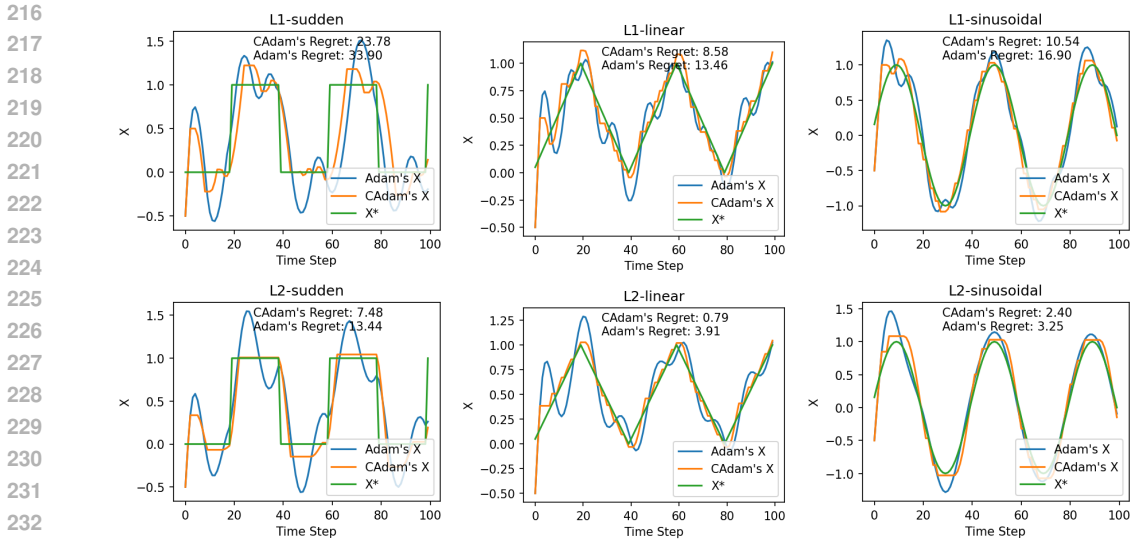 216
217
218
219
220
221
222
223
224
225
226
227
228
229
230
231
232
L1-sudden
CAdam's Regret: 23.78
Adam's Regret: 33.90
1.5
1.0
0.5
0.0
−0.5
X
0 20 40 60 80 100
Time Step
Adam's X
CAdam's X
X*
L1-linear
CAdam's Regret: 8.58
Adam's Regret: 13.46
1.00
0.75
0.50
0.25
0.00
−0.25
−0.50
X
0 20 40 60 80 100
Time Step
Adam's X
CAdam's X
X*
L1-sinusoidal
CAdam's Regret: 10.54
Adam's Regret: 16.90
1.0
0.5
0.0
−0.5
−1.0
X
0 20 40 60 80 100
Time Step
Adam's X
CAdam's X
X*
L2-sudden
CAdam's Regret: 7.48
Adam's Regret: 13.44
1.5
1.0
0.5
0.0
−0.5
X
0 20 40 60 80 100
Time Step
Adam's X
CAdam's X
X*
L2-linear
CAdam's Regret: 0.79
Adam's Regret: 3.91
1.25
1.00
0.75
0.50
0.25
0.00
−0.25
−0.50
X
0 20 40 60 80 100
Time Step
Adam's X
CAdam's X
X*
L2-sinusoidal
CAdam's Regret: 2.40
Adam's Regret: 3.25
1.5
1.0
0.5
0.0
−0.5
−1.0
X
0 20 40 60 80 100
Time Step
Adam's X
CAdam's X
X*